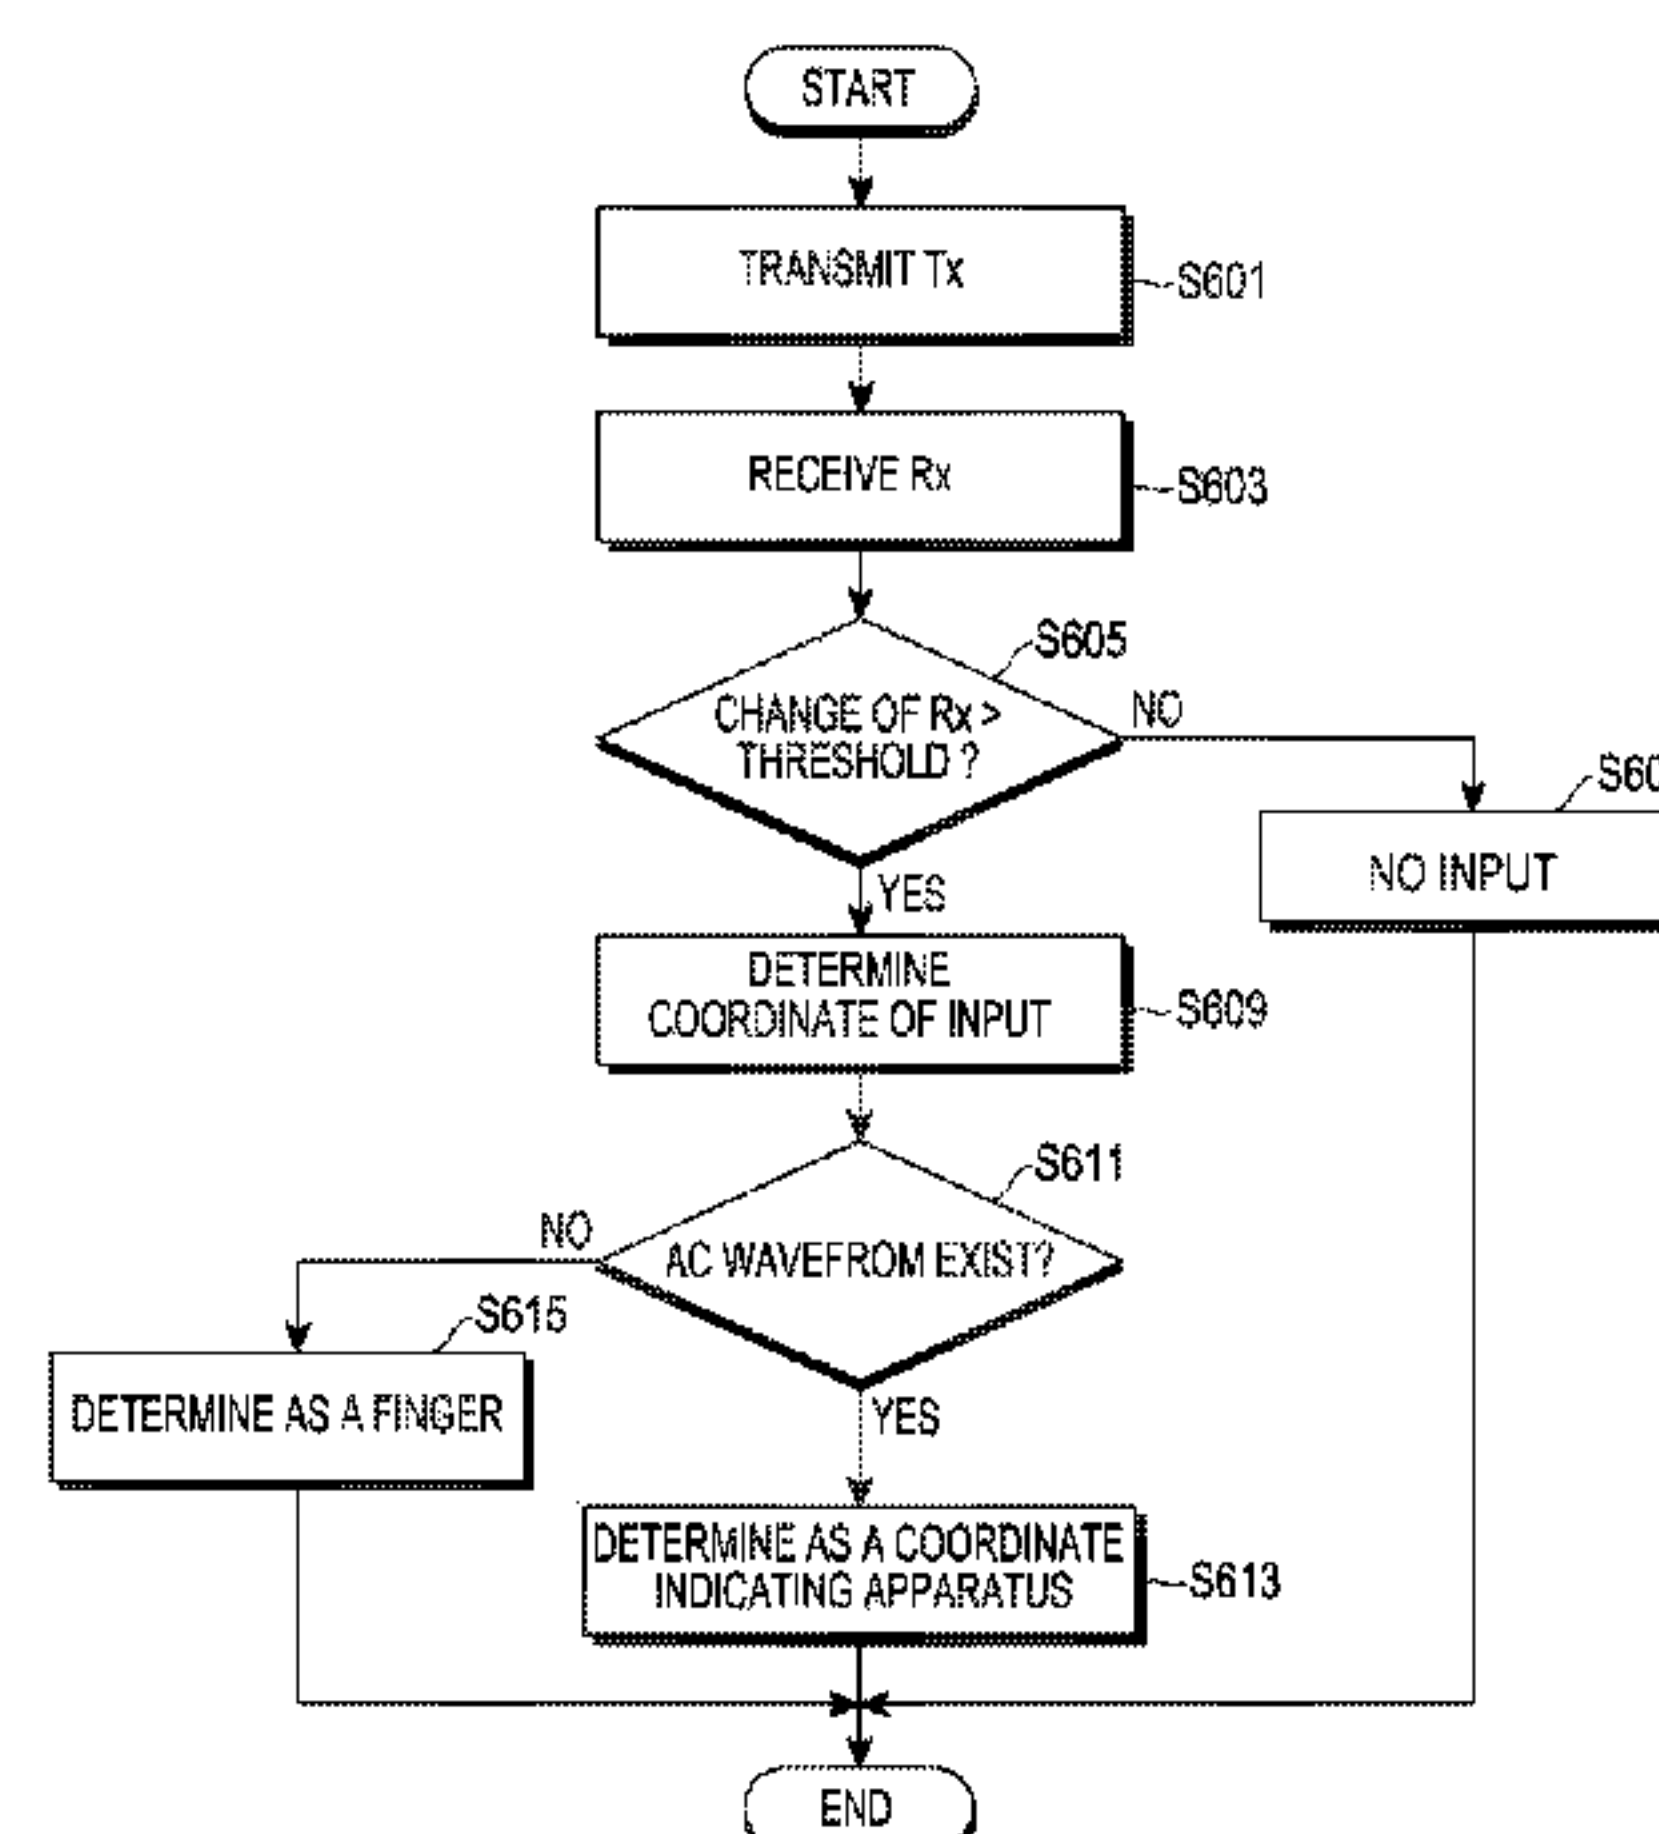 START
TRANSMIT Tx
S601
RECEIVE Rx
S603
S605
CHANGE OF Rx >
THRESHOLD ?
NO
YES
NO INPUT
DETERMINE
COORDINATE OF INPUT
S609
S611
AC WAVEFROM EXIST?
NO
YES
S615
DETERMINE AS A FINGER
DETERMINE AS A COORDINATE
INDICATING APPARATUS
S613
END